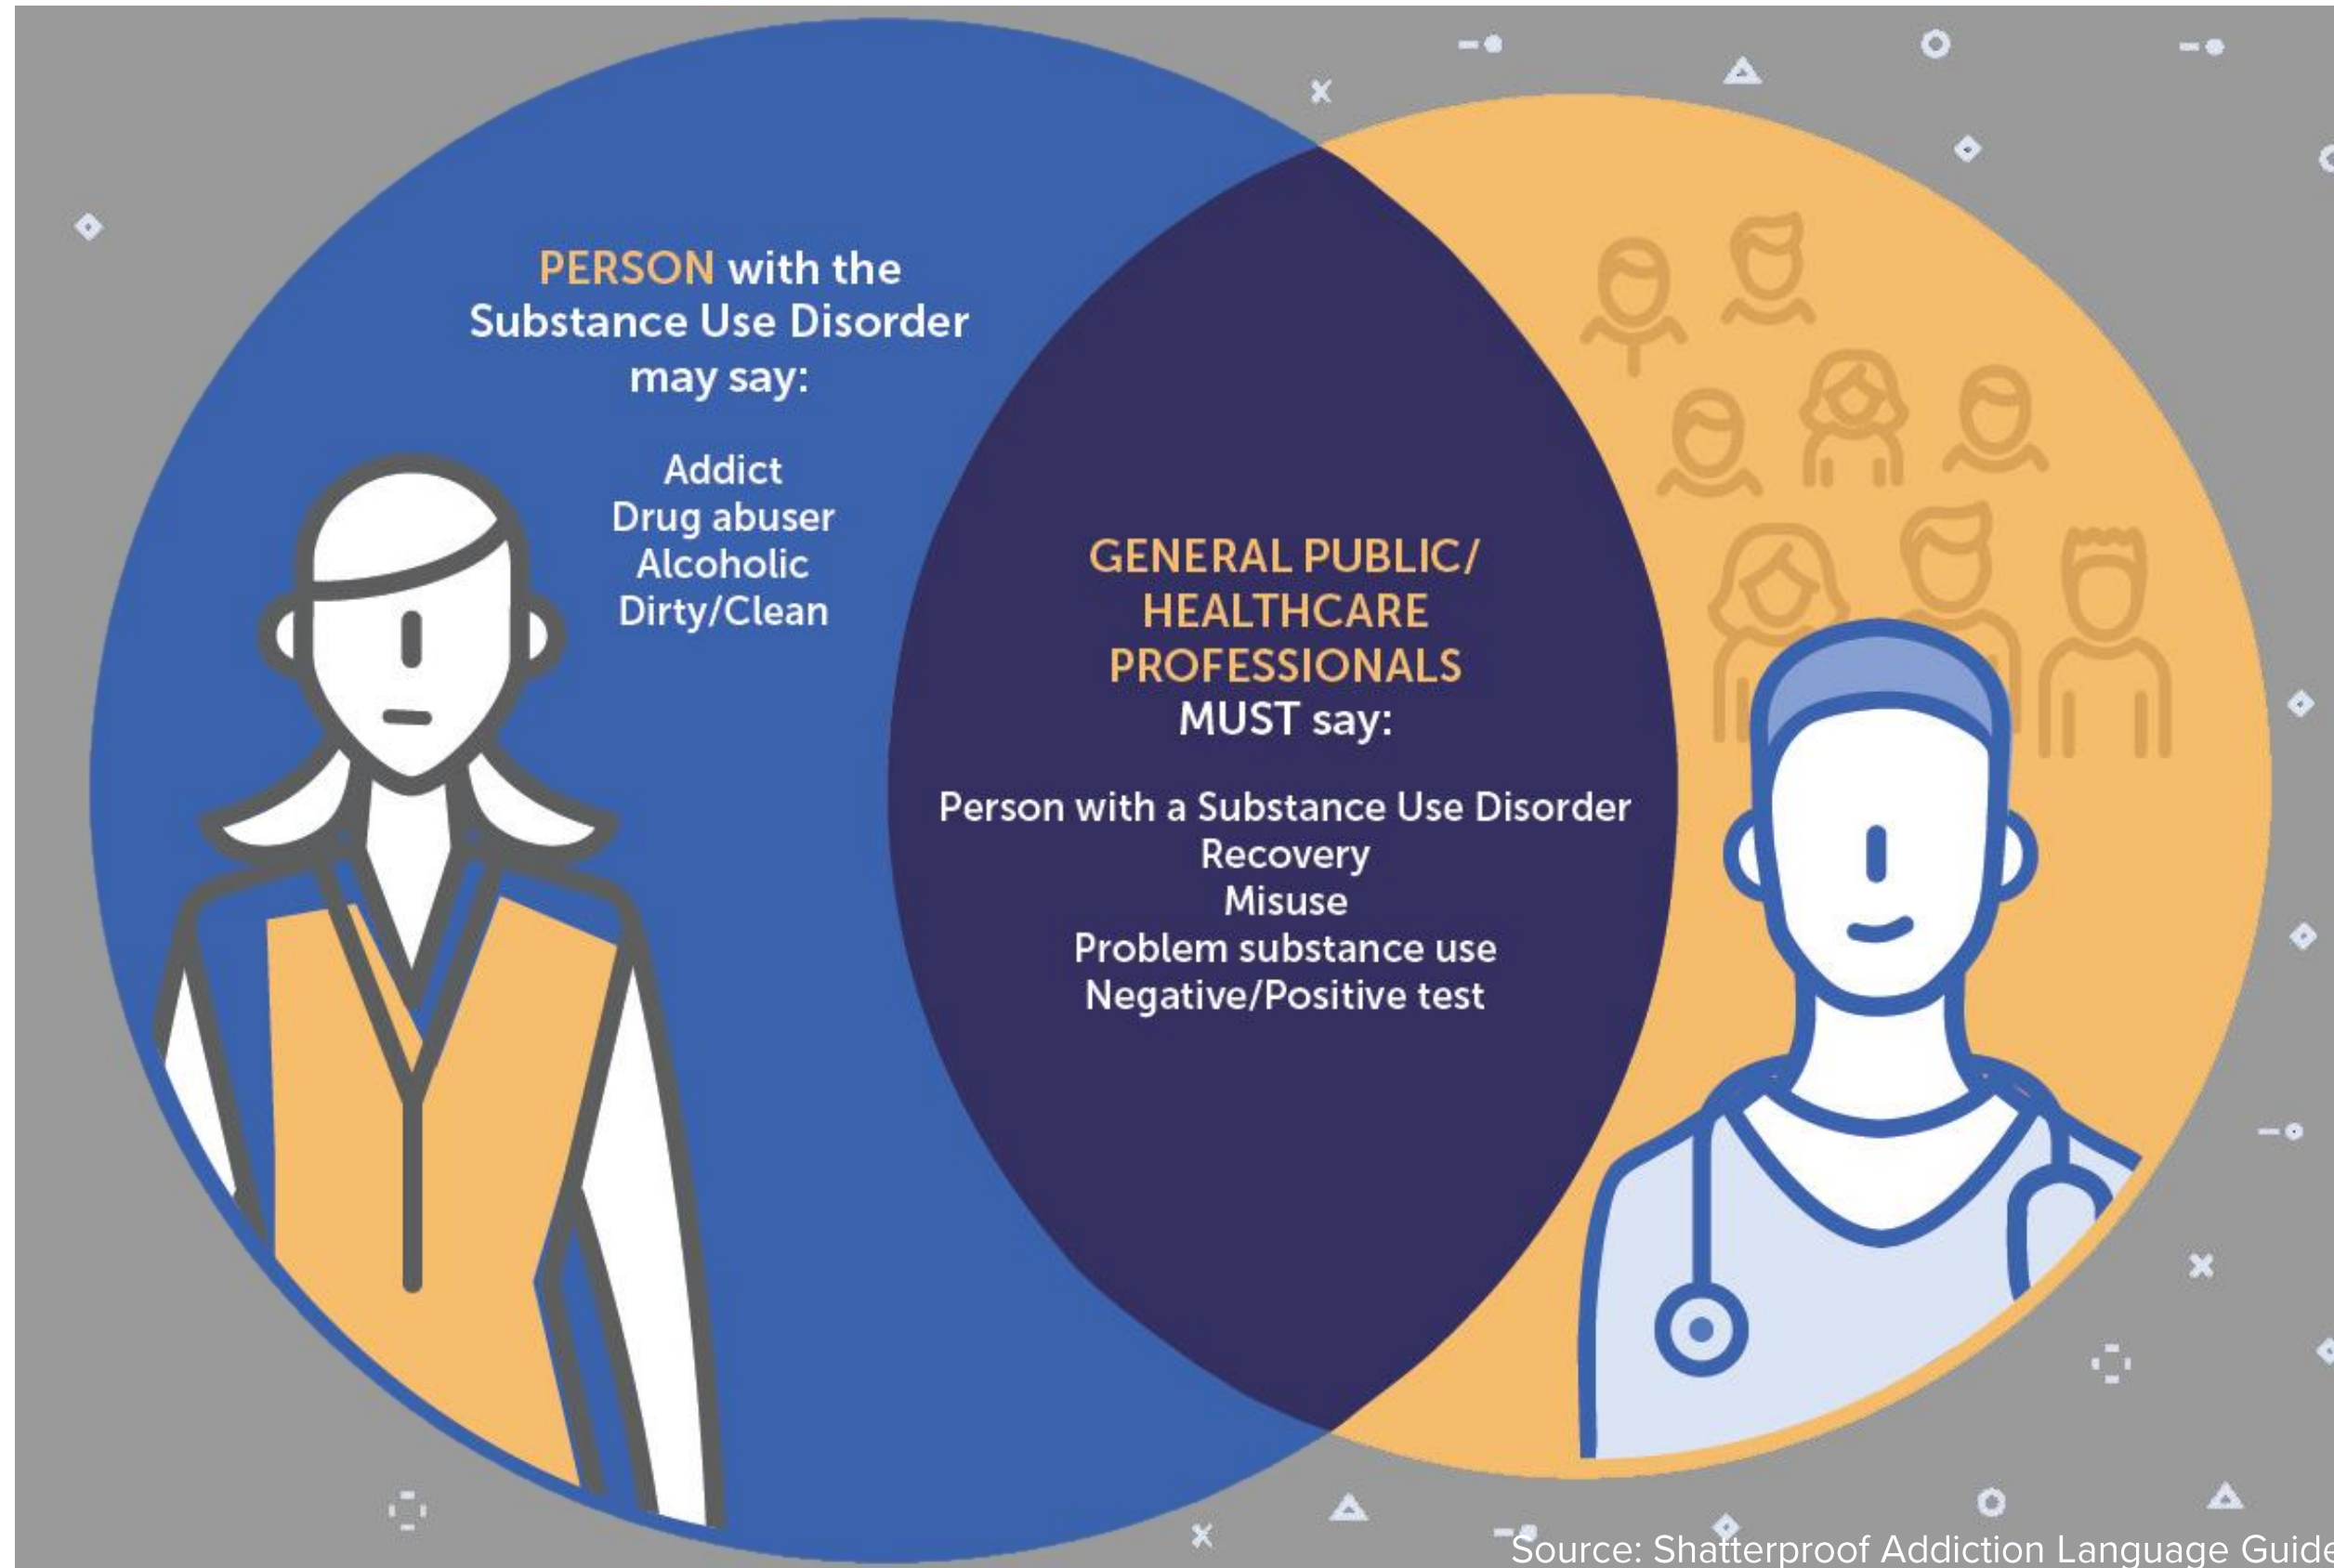 PERSON with the
Substance Use Disorder
may say:
Addict
Drug abuser
Alcoholic
Dirty/Clean
GENERAL PUBLIC/
HEALTHCARE
PROFESSIONALS
MUST say:
Person with a Substance Use Disorder
Recovery
Misuse
Problem substance use
Negative/Positive test
Source: Shatterproof Addiction Language Guide